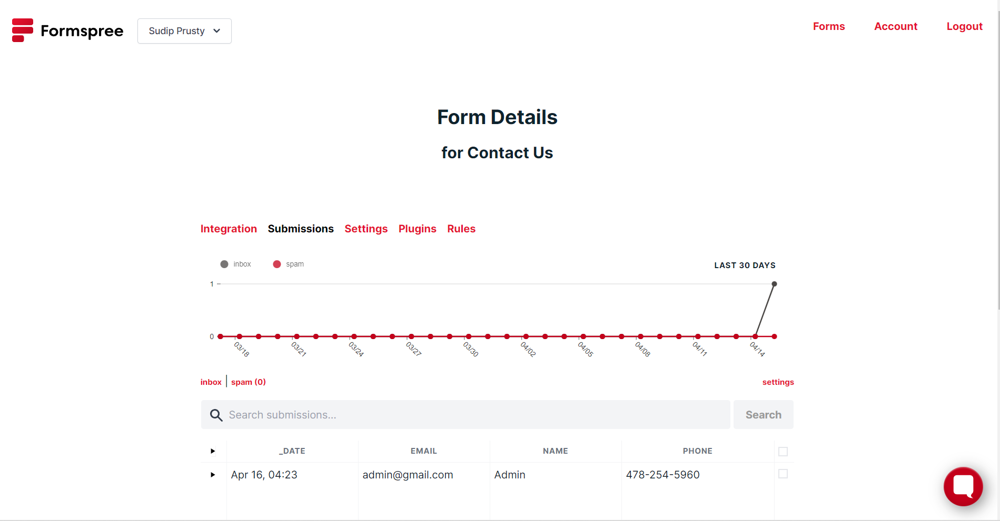 Formspree
Sudip Prusty
Forms Account Logout
Form Details
for Contact Us
Integration Submissions Settings Plugins Rules
inbox spam LAST 30 DAYS
1
0
03/18 03/21 03/24 03/27 03/30 04/02 04/05 04/08 04/11 04/14
inbox spam (0) settings
Search submissions... Search
_DATE EMAIL NAME PHONE
Apr 16, 04:23 admin@gmail.com Admin 478-254-5960